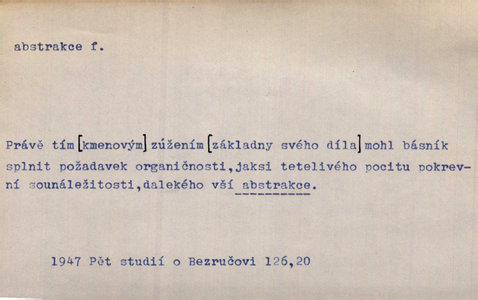 abstrakce f.
Právě tím[kmenovým]zúžením[základny svého díla]mohl básník
splnit požadavek organičnosti,jaksi tetelivého pocitu pokrev-
ní sounáležitosti,dalekého vší abstrakce.
1947 Pět studií o Bezručovi 126,20